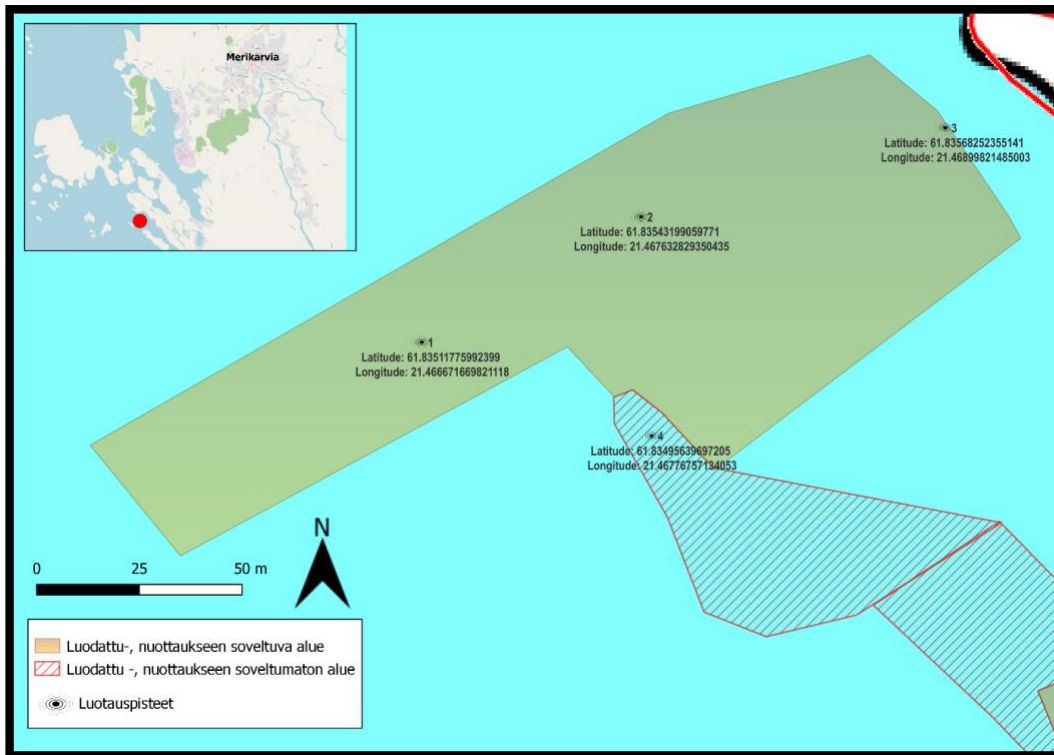 Merikarvia
3
Latitude: 61.83568252355141
Longitude: 21.46899821485003
2
Latitude: 61.83543199059771
Longitude: 21.467632829350435
1
Latitude: 61.83511775992399
Longitude: 21.466671669821118
4
Latitude: 61.83495639697205
Longitude: 21.46776757134053
N
0 25 50 m
Luodattu-, nuottaukseen soveltuva alue
Luodattu -, nuottaukseen soveltumaton alue
Luotauspisteet